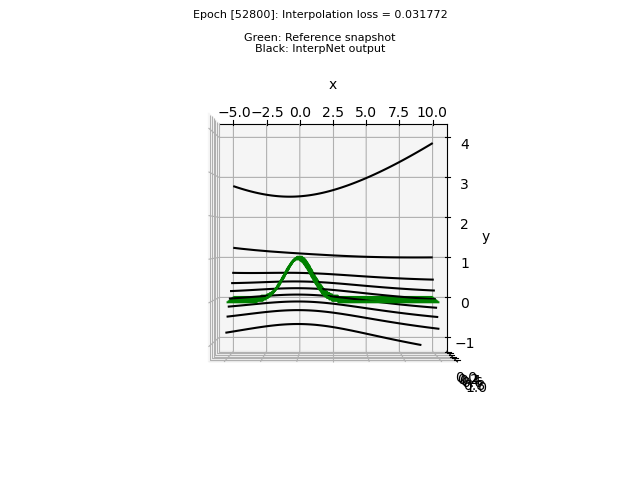 Epoch [52800]: Interpolation loss = 0.031772
Green: Reference snapshot
Black: InterpNet output
x
−5.0 −2.5 0.0 2.5 5.0 7.5 10.0
4
3
2
y
1
0
−1